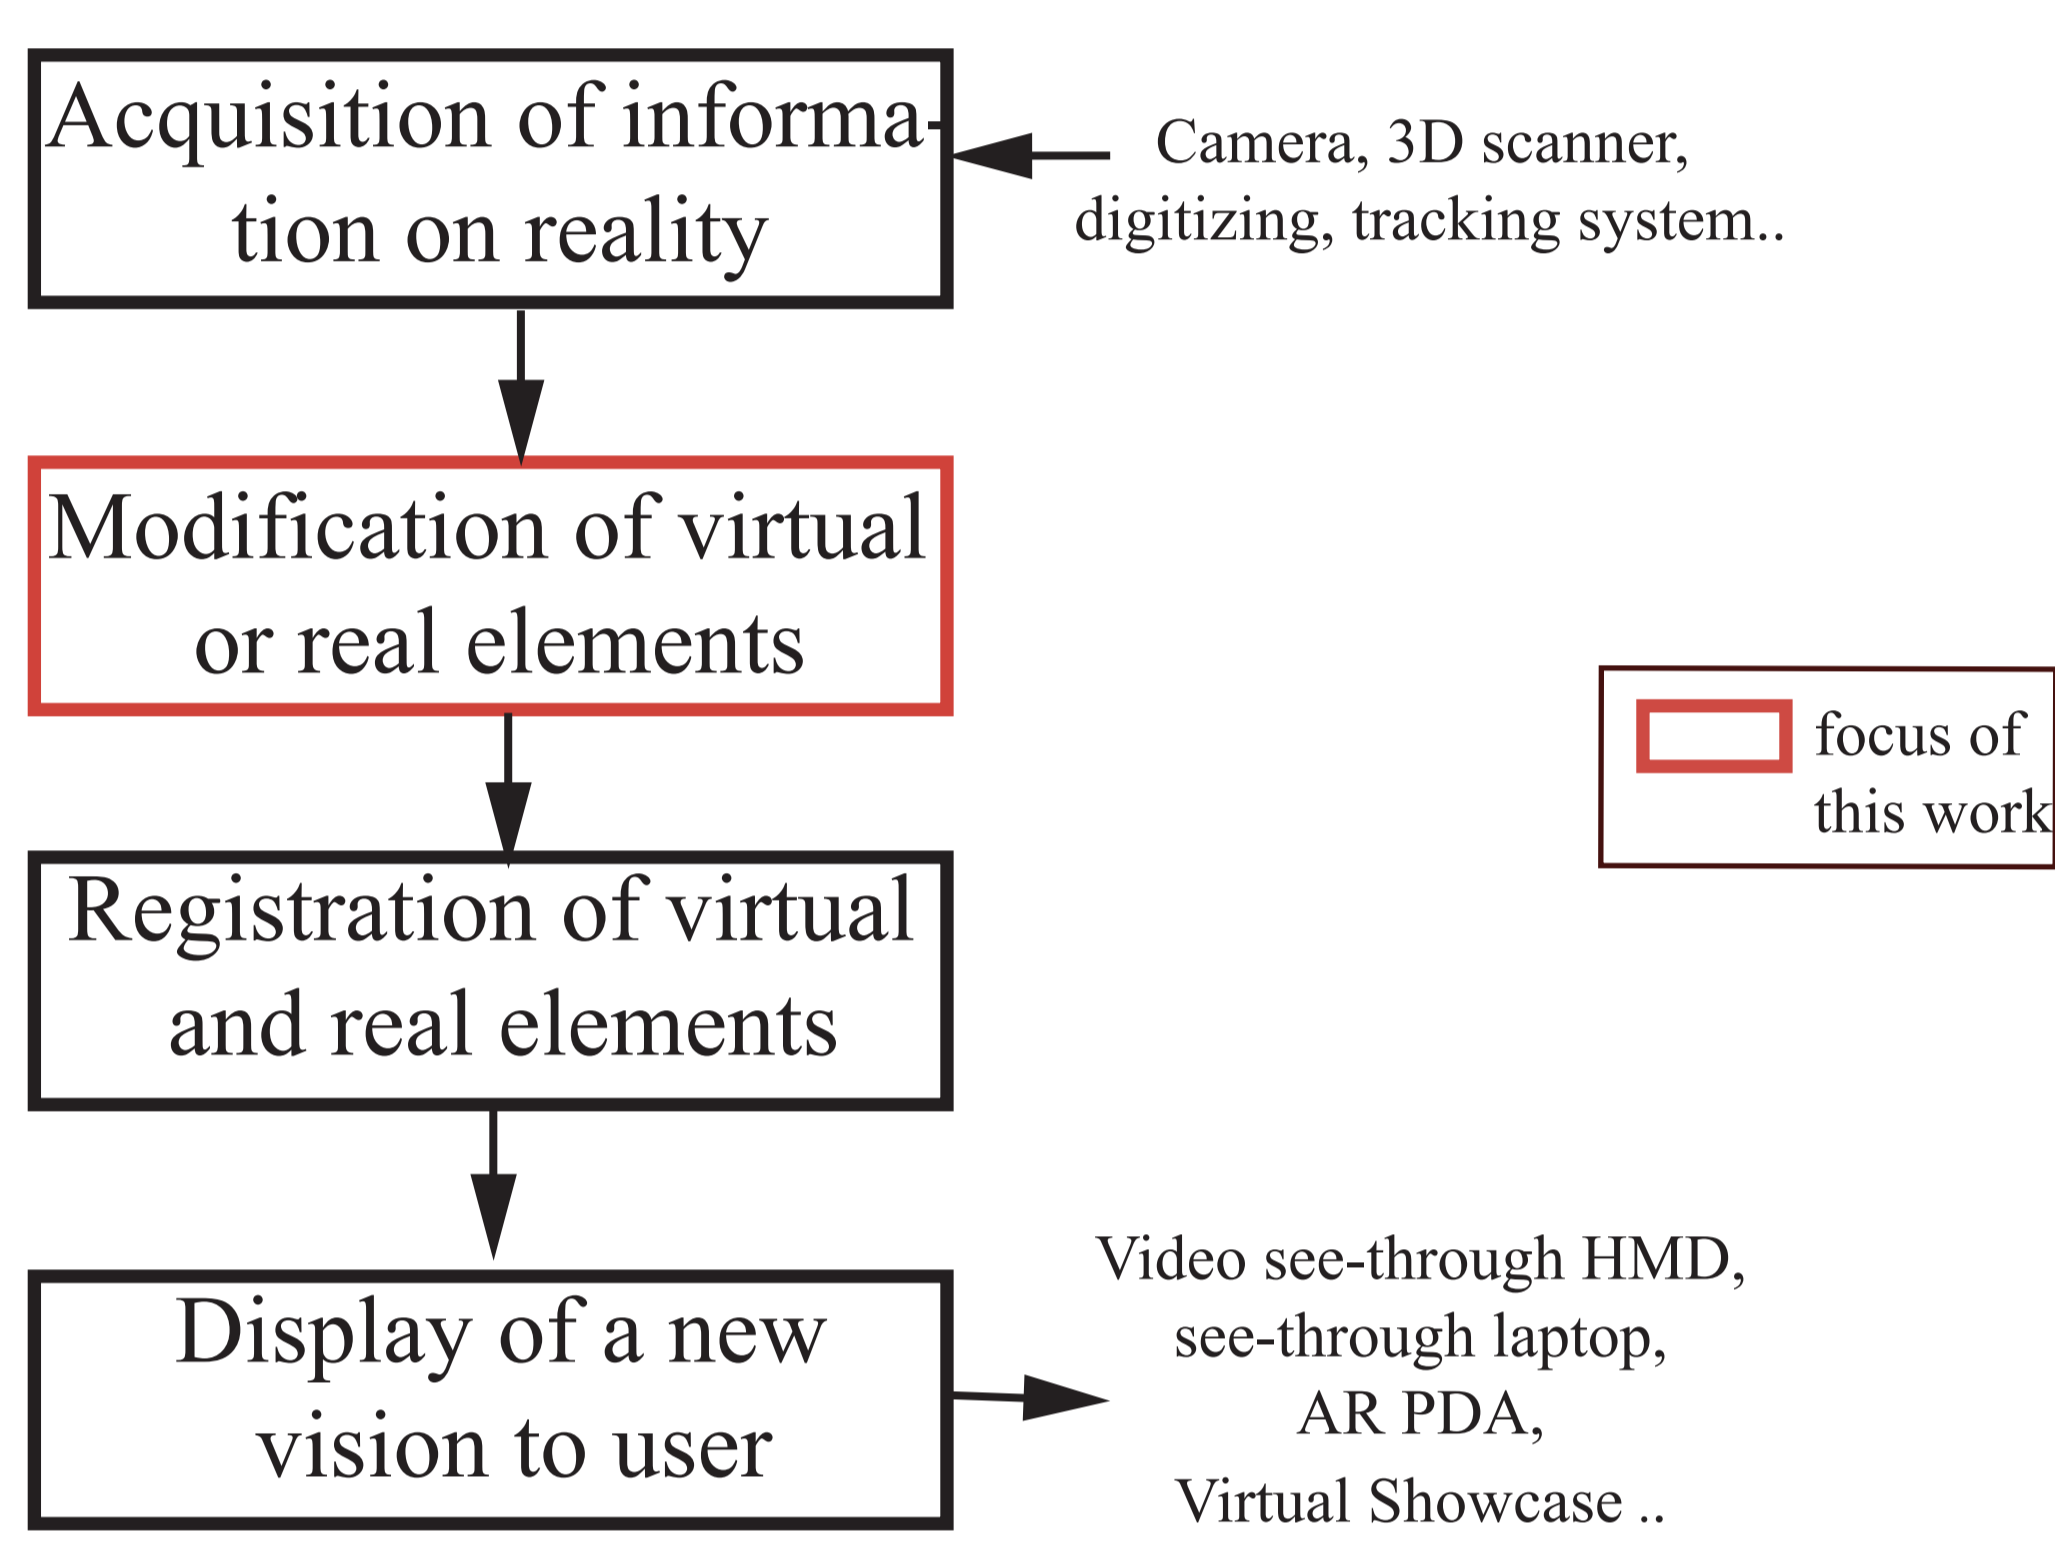 Acquisition of informa-
tion on reality
Camera, 3D scanner,
digitizing, tracking system..
Modification of virtual
or real elements
focus of
this work
Registration of virtual
and real elements
Display of a new
vision to user
Video see-through HMD,
see-through laptop,
AR PDA,
Virtual Showcase ..